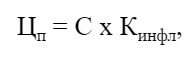 Цп = С х Кинфл,